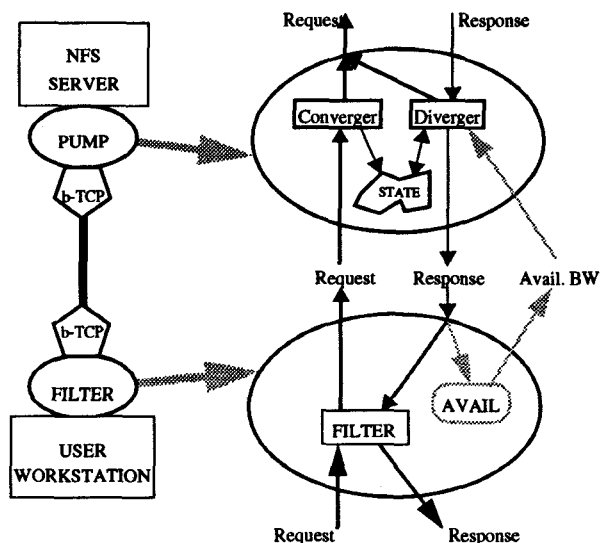 NFS
SERVER
PUMP
b-TCP
b-TCP
FILTER
USER
WORKSTATION
Request
Response
Converger
Diverger
STATE
Request
Response
Avail. BW
AVAIL
FILTER
Request
Response